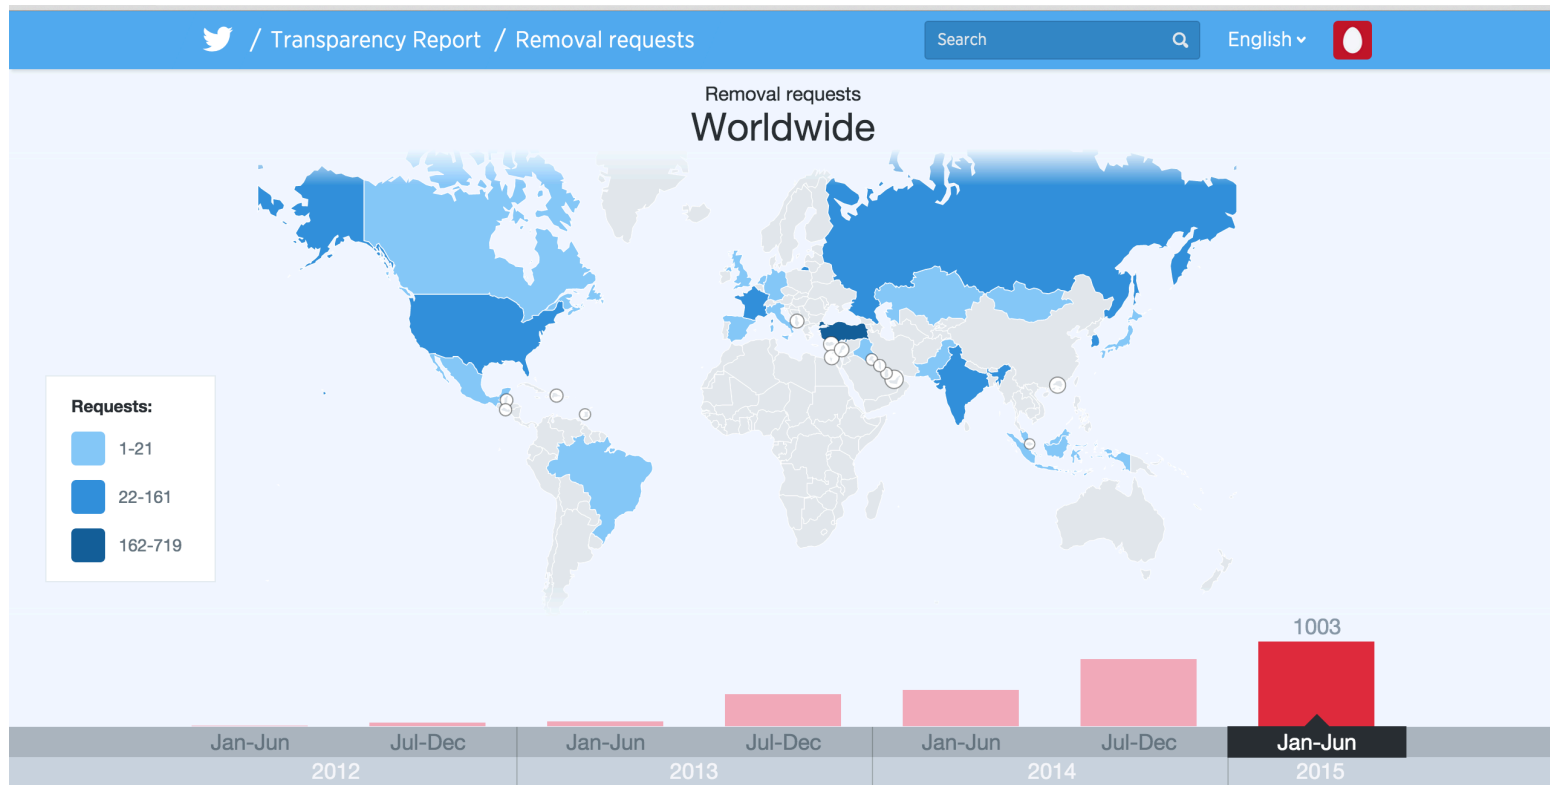 / Transparency Report / Removal requests
Search
English
Removal requests
Worldwide
Requests:
1-21
22-161
162-719
1003
Jan-Jun Jul-Dec Jan-Jun Jul-Dec Jan-Jun Jul-Dec Jan-Jun
2012 2013 2014 2015